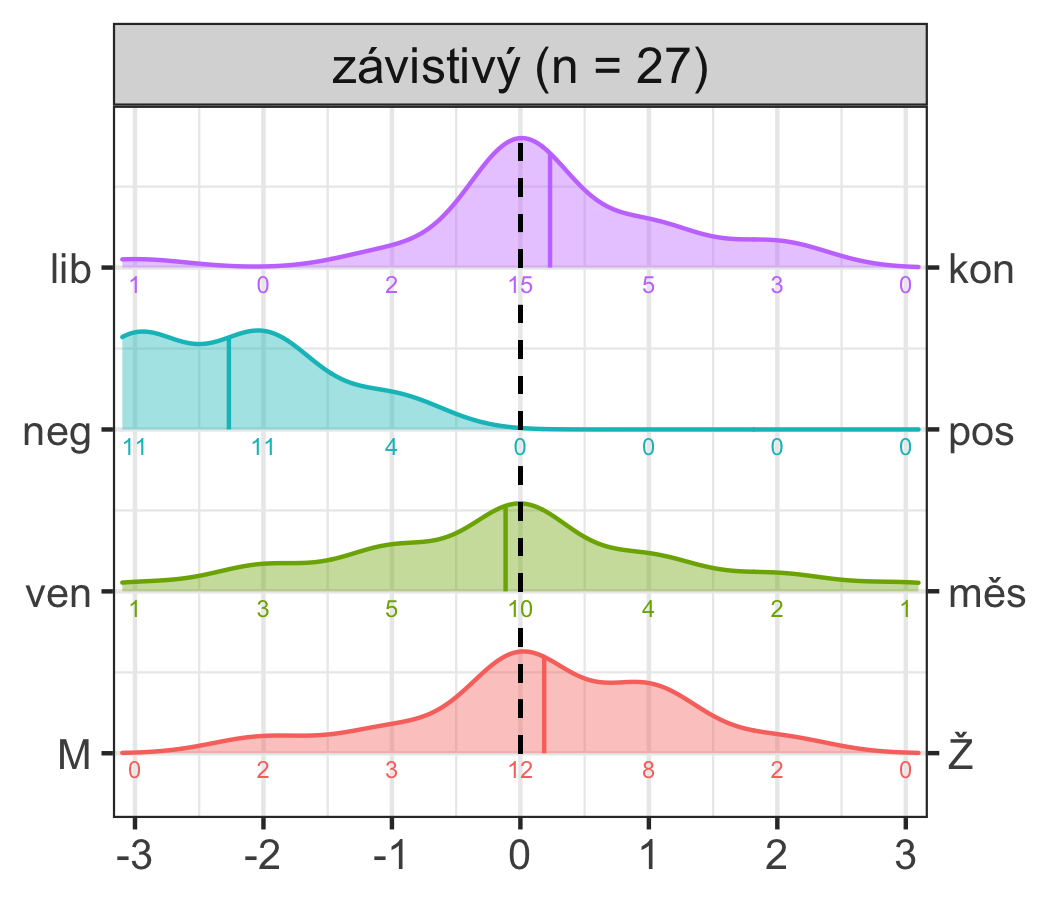 závistivý (n = 27)
lib kon
1 0 2 15 5 3 0
neg pos
11 11 4 0 0 0 0
ven měs
1 3 5 10 4 2 1
M Ž
0 2 3 12 8 2 0
-3 -2 -1 0 1 2 3